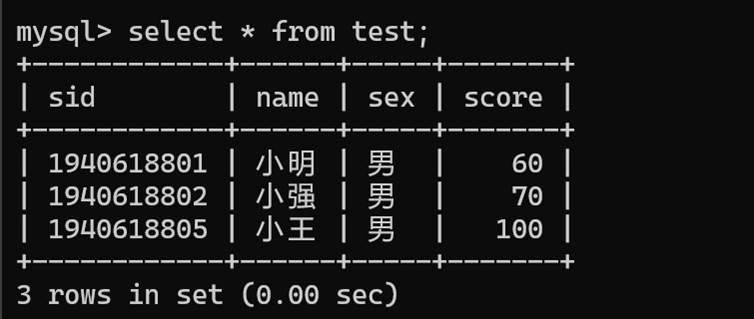 mysql> select * from test;
+------------+------+-----+-------+
| sid        | name | sex | score |
+------------+------+-----+-------+
| 1940618801 | 小明 | 男  |    60 |
| 1940618802 | 小强 | 男  |    70 |
| 1940618805 | 小王 | 男  |   100 |
+------------+------+-----+-------+
3 rows in set (0.00 sec)